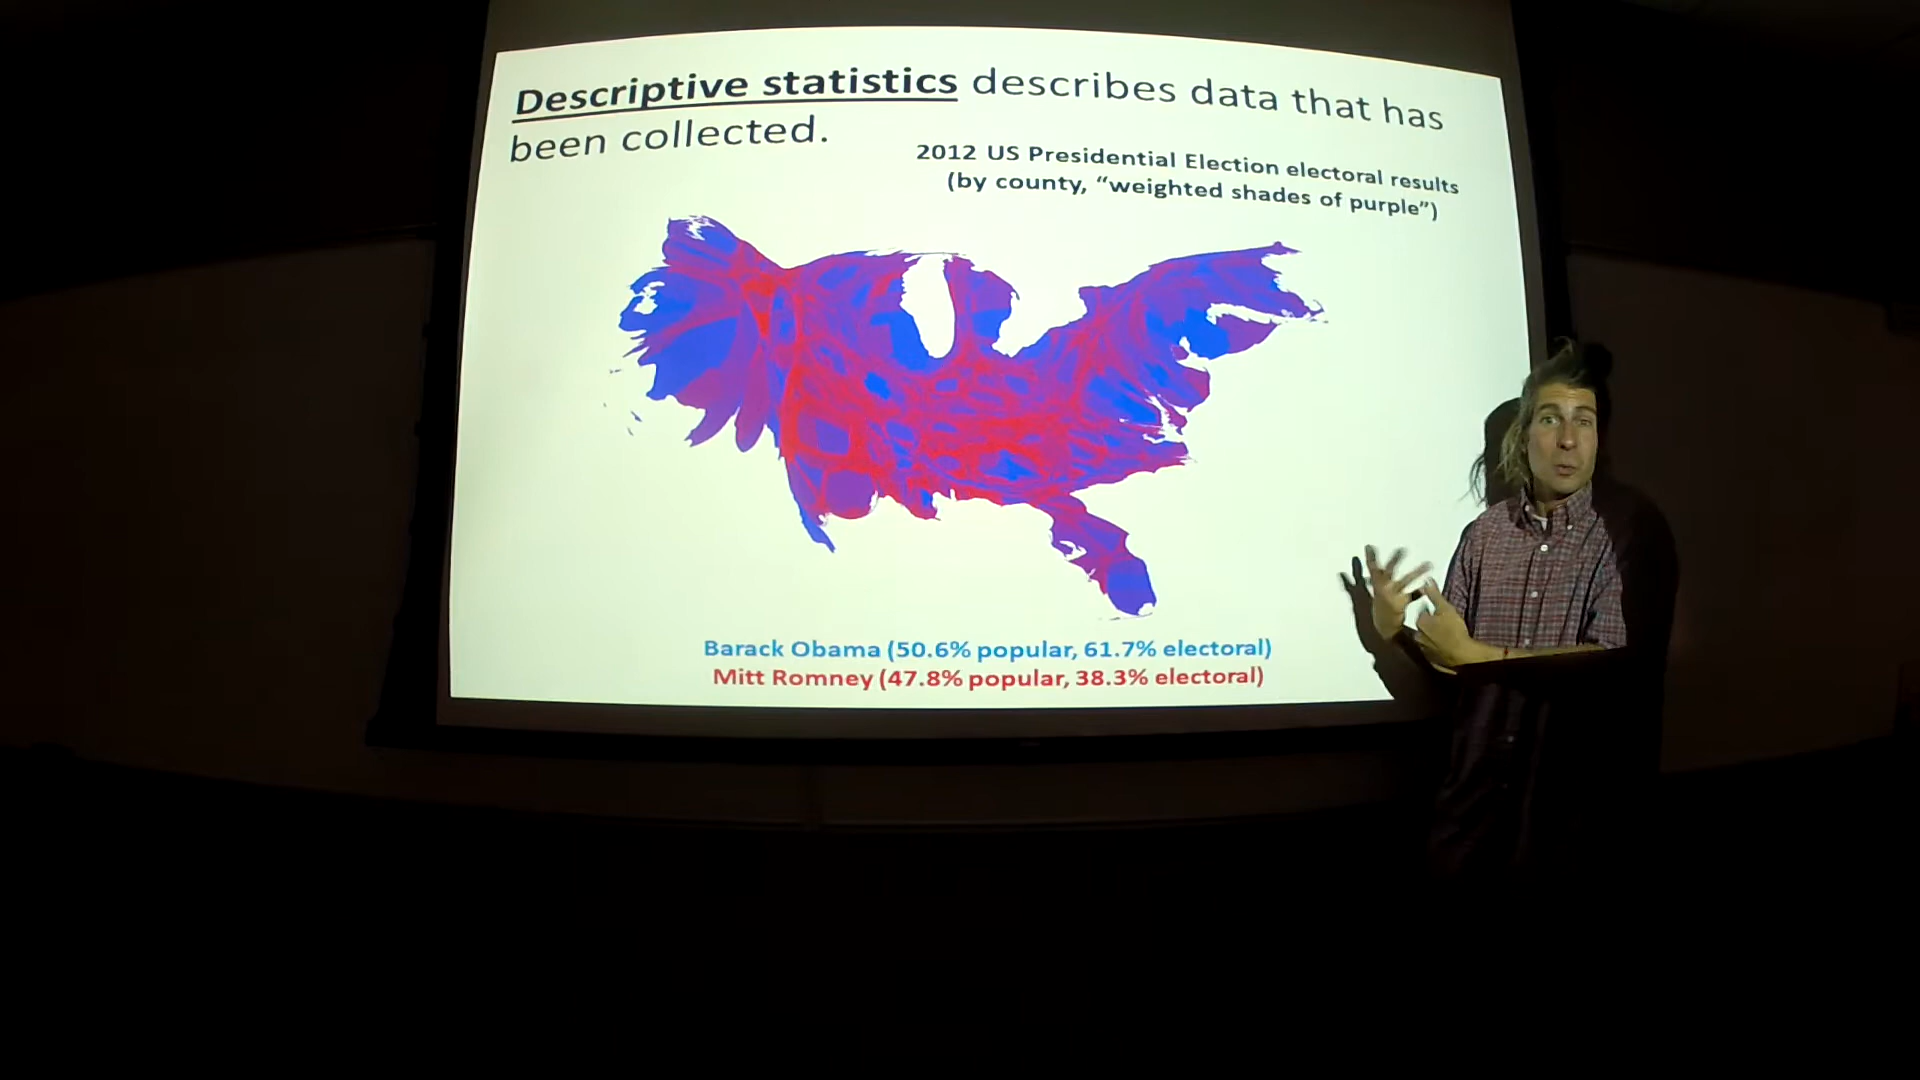 Descriptive statistics describes data that has
been collected.
2012 US Presidential Election electoral results
(by county, “weighted shades of purple”)
Barack Obama (50.6% popular, 61.7% electoral)
Mitt Romney (47.8% popular, 38.3% electoral)